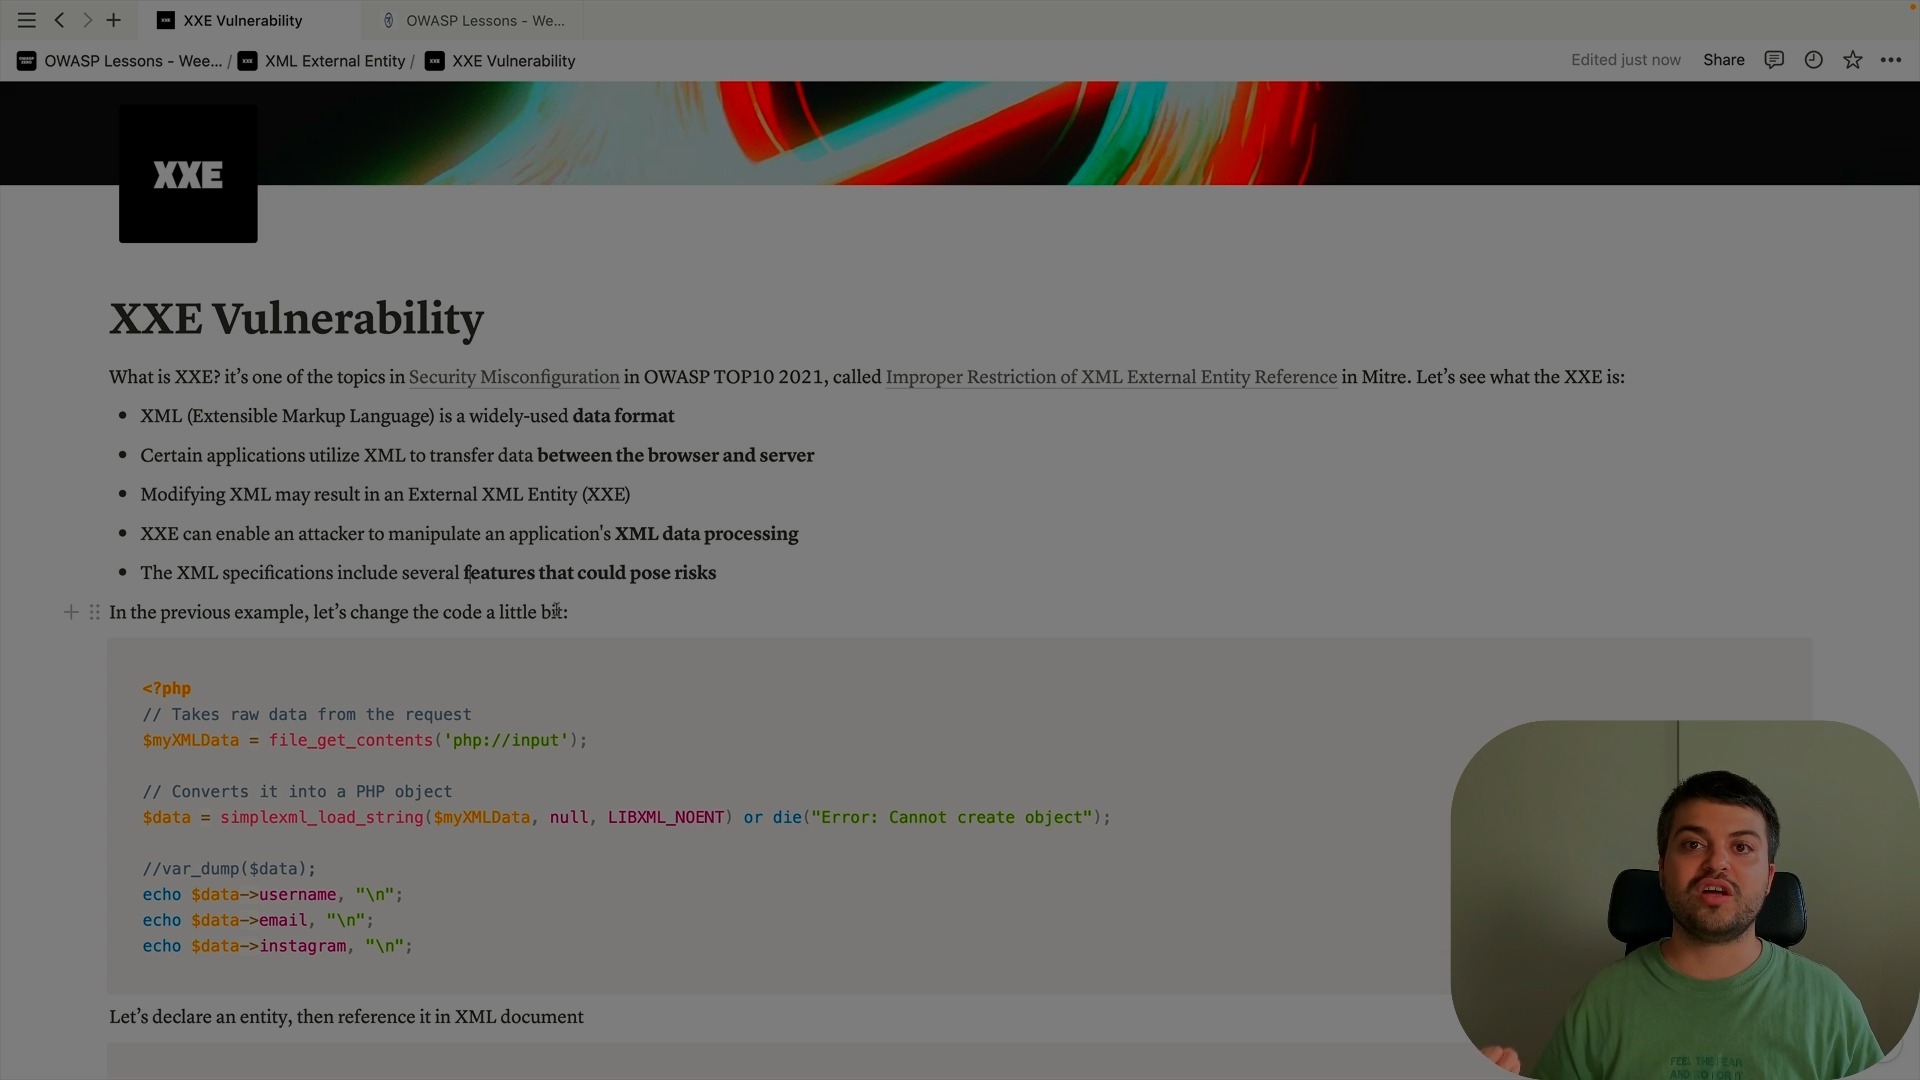 XXE Vulnerability
OWASP Lessons - We...
OWASP Lessons - Wee... / XML External Entity / XXE Vulnerability
Edited just now Share
XXE
XXE Vulnerability
What is XXE? it’s one of the topics in Security Misconfiguration in OWASP TOP10 2021, called Improper Restriction of XML External Entity Reference in Mitre. Let’s see what the XXE is:
• XML (Extensible Markup Language) is a widely-used data format
• Certain applications utilize XML to transfer data between the browser and server
• Modifying XML may result in an External XML Entity (XXE)
• XXE can enable an attacker to manipulate an application's XML data processing
• The XML specifications include several features that could pose risks
In the previous example, let’s change the code a little bit:
<?php
// Takes raw data from the request
$myXMLData = file_get_contents('php://input');
// Converts it into a PHP object
$data = simplexml_load_string($myXMLData, null, LIBXML_NOENT) or die("Error: Cannot create object");
//var_dump($data);
echo $data->username, "\n";
echo $data->email, "\n";
echo $data->instagram, "\n";
Let’s declare an entity, then reference it in XML document
FEEL THE FEAR
AND DO IT